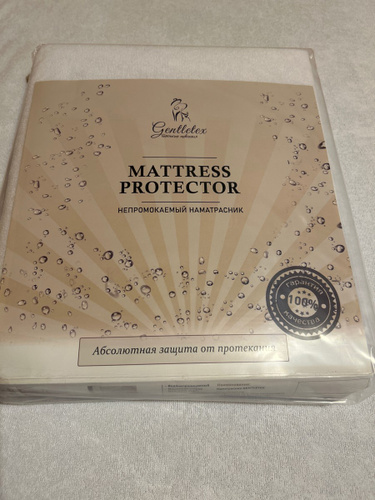 Gentletex
MATTRESS
PROTECTOR
НЕПРОМОКАЕМЫЙ НАМАТРАСНИК
гарантия
100%
качества
Абсолютная защита от протекания